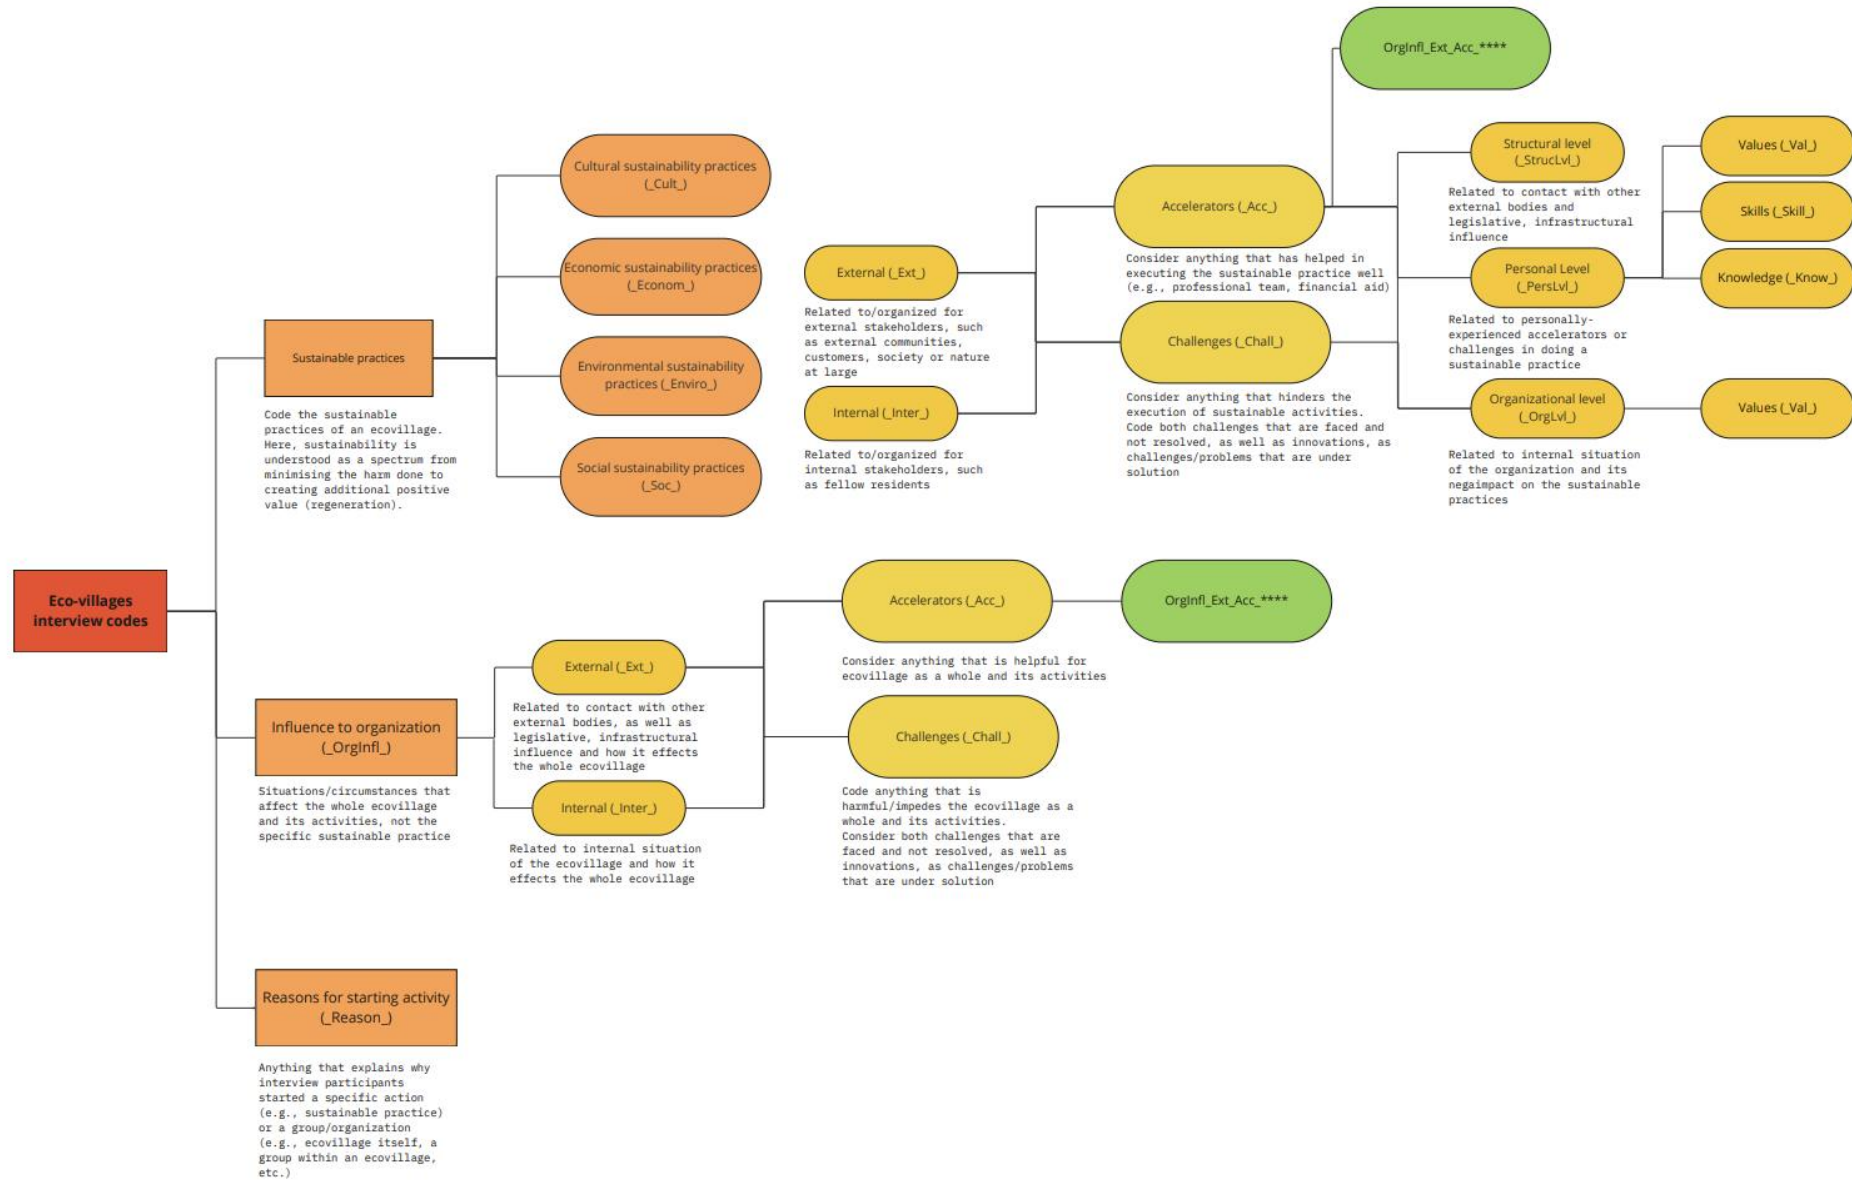 OrgInfl_Ext_Acc_****
Cultural sustainability practices
(_Cult_)
Economic sustainability practices
(_Econom_)
Environmental sustainability
practices (_Enviro_)
Social sustainability practices
(_Soc_)
Sustainable practices
Code the sustainable
practices of an ecovillage.
Here, sustainability is
understood as a spectrum from
minimising the harm done to
creating additional positive
value (regeneration).
External (_Ext_)
Related to/organized for
external stakeholders, such
as external communities,
customers, society or nature
at large
Internal (_Inter_)
Related to/organized for
internal stakeholders, such
as fellow residents
Accelerators (_Acc_)
Consider anything that has helped in
executing the sustainable practice well
(e.g., professional team, financial aid)
Challenges (_Chall_)
Consider anything that hinders the
execution of sustainable activities.
Code both challenges that are faced and
not resolved, as well as innovations, as
challenges/problems that are under
solution
Structural level
(_StrucLvl_)
Related to contact with other
external bodies and
legislative, infrastructural
influence
Personal Level
(_PersLvl_)
Related to personally-
experienced accelerators or
challenges in doing a
sustainable practice
Organizational level
(_OrgLvl_)
Related to internal situation
of the organization and its
negaimpact on the sustainable
practices
Values (_Val_)
Skills (_Skill_)
Knowledge (_Know_)
Values (_Val_)
Eco-villages
interview codes
Influence to organization
(_OrgInfl_)
Situations/circumstances that
affect the whole ecovillage
and its activities, not the
specific sustainable practice
External (_Ext_)
Related to contact with other
external bodies, as well as
legislative, infrastructural
influence and how it effects
the whole ecovillage
Internal (_Inter_)
Related to internal situation
of the ecovillage and how it
effects the whole ecovillage
Accelerators (_Acc_)
Consider anything that is helpful for
ecovillage as a whole and its activities
OrgInfl_Ext_Acc_****
Challenges (_Chall_)
Code anything that is
harmful/impedes the ecovillage as a
whole and its activities.
Consider both challenges that are
faced and not resolved, as well as
innovations, as challenges/problems
that are under solution
Reasons for starting activity
(_Reason_)
Anything that explains why
interview participants
started a specific action
(e.g., sustainable practice)
or a group/organization
(e.g., ecovillage itself, a
group within an ecovillage,
etc.)